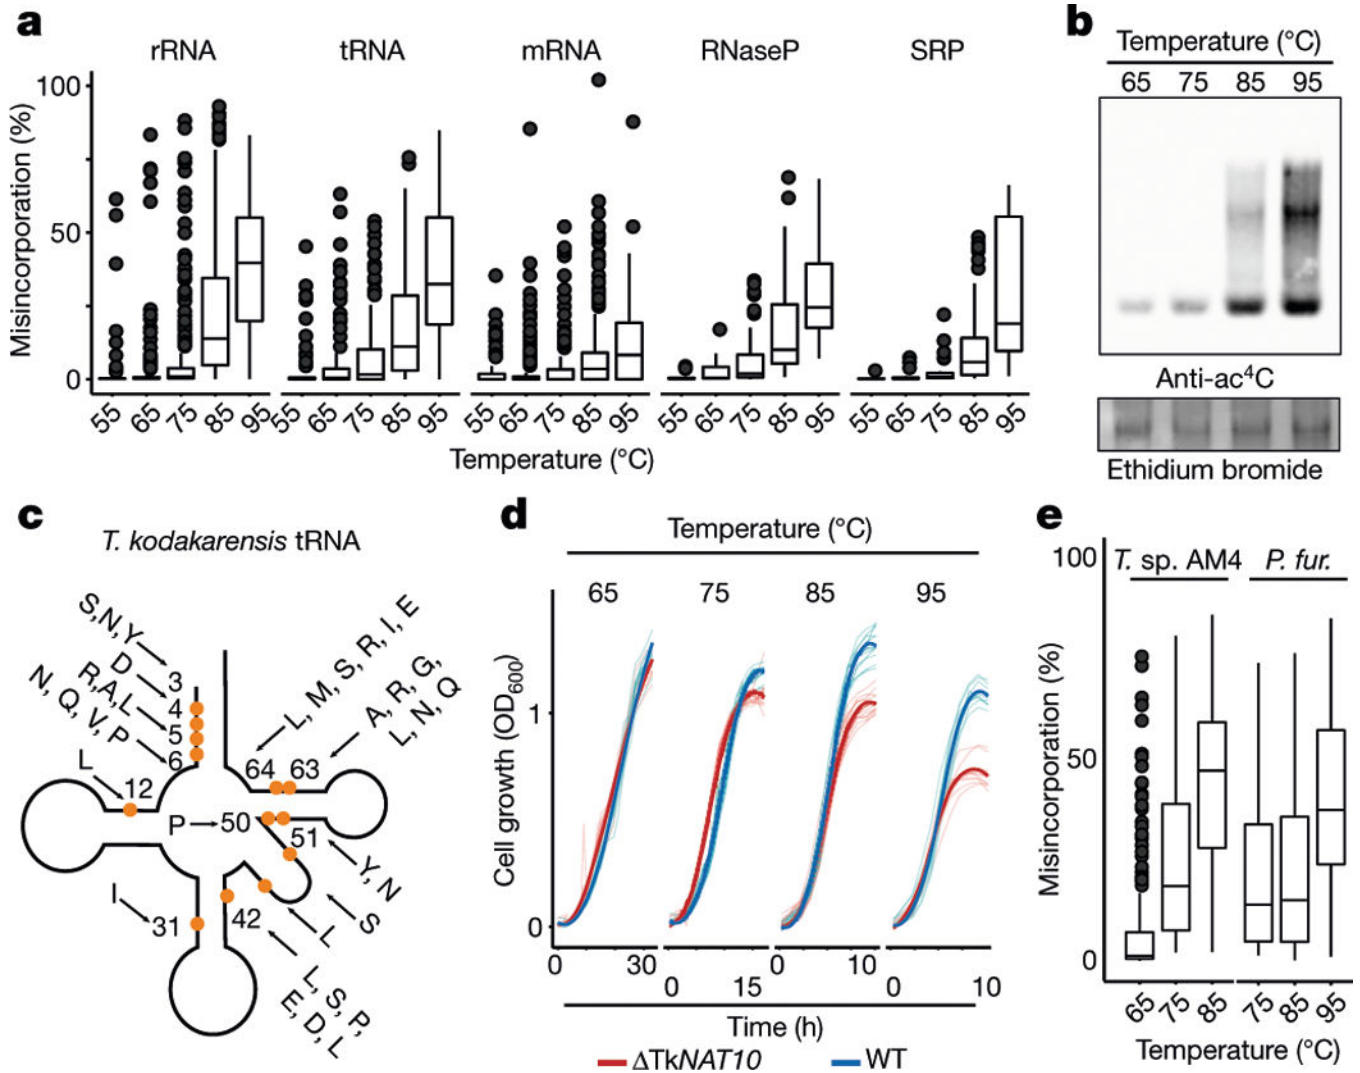 a
rRNA tRNA mRNA RNaseP SRP
Misincorporation (%)
100
50
0
55 65 75 85 95 55 65 75 85 95 55 65 75 85 95 55 65 75 85 95 55 65 75 85 95
Temperature (°C)
b
Temperature (°C)
65 75 85 95
Anti-ac⁴C
Ethidium bromide
c
T. kodakarensis tRNA
S,N,Y
D
R,A,L
N, Q, V, P
L
3
4
5
6
12
L, M, S, R, I, E
A, R, G,
L, N, Q
64 63
P 50
51
Y, N
S
L
I
31
42
L, S, P,
E, D, L
d
Temperature (°C)
65 75 85 95
Cell growth (OD₆₀₀)
1
0
0 30 0 15 0 10 0 10
Time (h)
ΔTkNAT10 WT
e
T. sp. AM4 P. fur.
Misincorporation (%)
100
50
0
65 75 85 75 85 95
Temperature (°C)